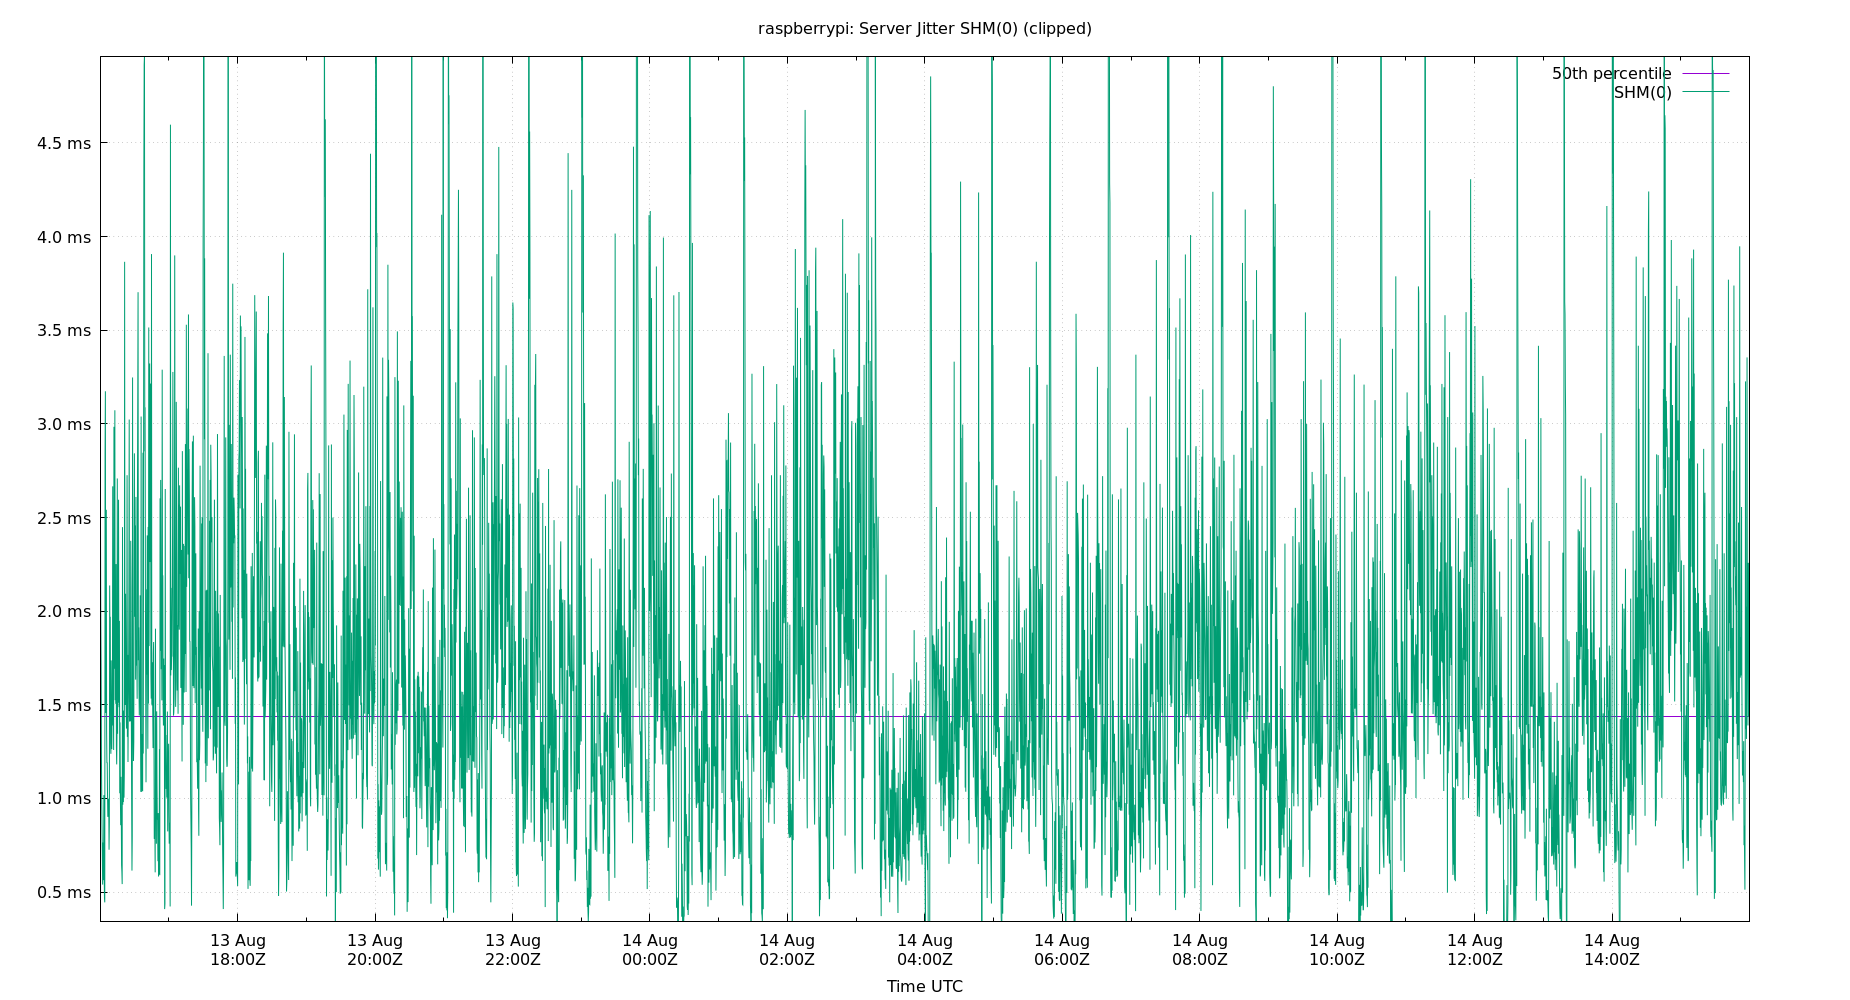 raspberrypi: Server Jitter SHM(0) (clipped)
50th percentile
SHM(0)
4.5 ms
4.0 ms
3.5 ms
3.0 ms
2.5 ms
2.0 ms
1.5 ms
1.0 ms
0.5 ms
13 Aug 13 Aug 13 Aug 14 Aug 14 Aug 14 Aug 14 Aug 14 Aug 14 Aug 14 Aug 14 Aug
18:00Z 20:00Z 22:00Z 00:00Z 02:00Z 04:00Z 06:00Z 08:00Z 10:00Z 12:00Z 14:00Z
Time UTC